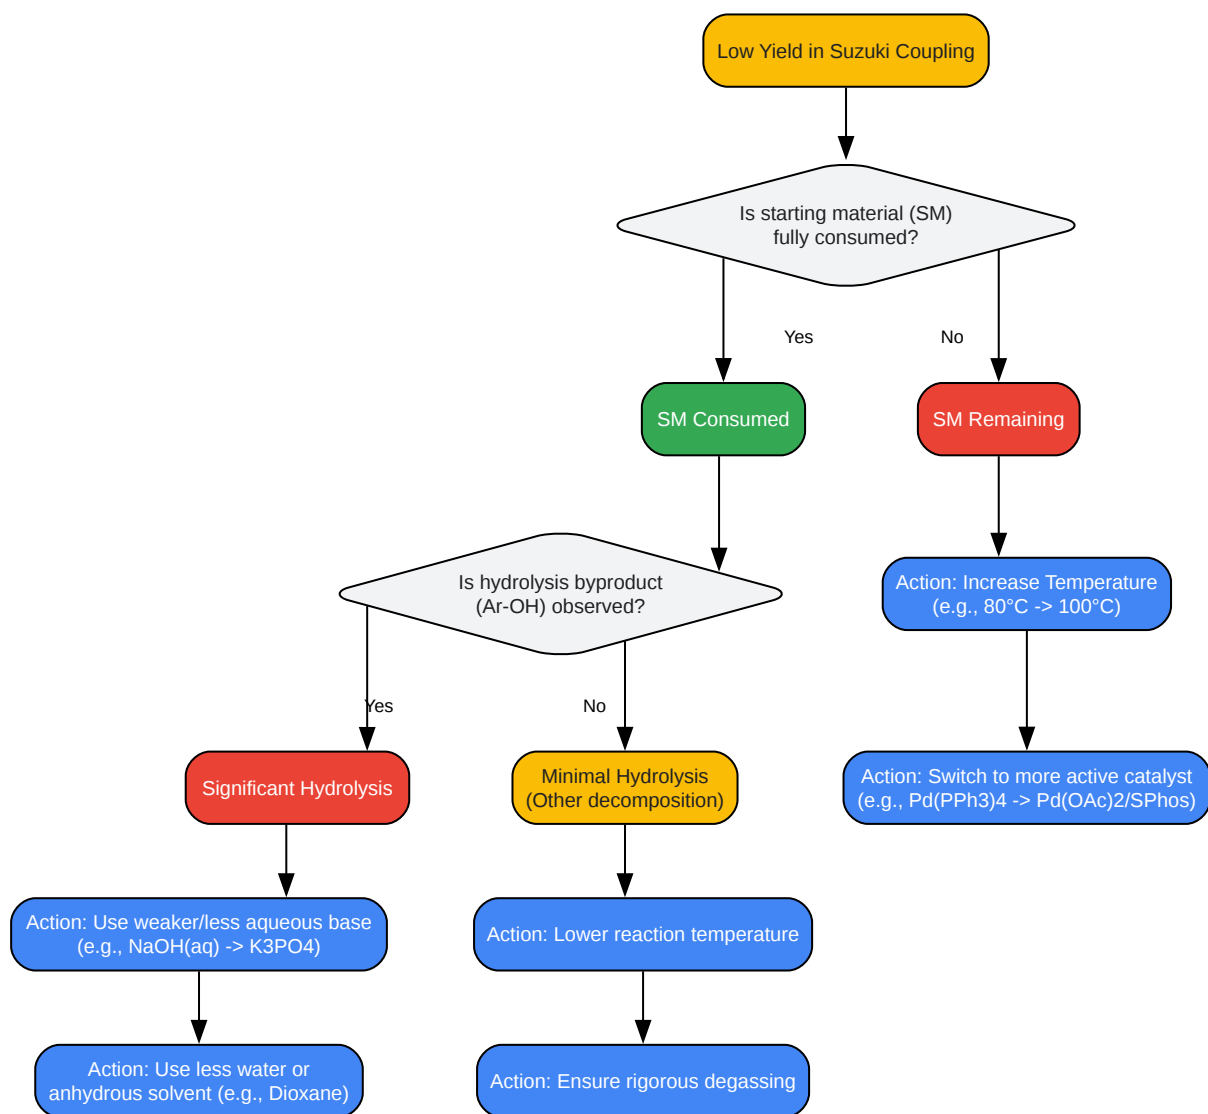 Low Yield in Suzuki Coupling
Is starting material (SM)
fully consumed?
Yes
No
SM Consumed
SM Remaining
Is hydrolysis byproduct
(Ar-OH) observed?
Action: Increase Temperature
(e.g., 80°C -> 100°C)
Yes
No
Significant Hydrolysis
Minimal Hydrolysis
(Other decomposition)
Action: Switch to more active catalyst
(e.g., Pd(PPh3)4 -> Pd(OAc)2/SPhos)
Action: Use weaker/less aqueous base
(e.g., NaOH(aq) -> K3PO4)
Action: Lower reaction temperature
Action: Use less water or
anhydrous solvent (e.g., Dioxane)
Action: Ensure rigorous degassing